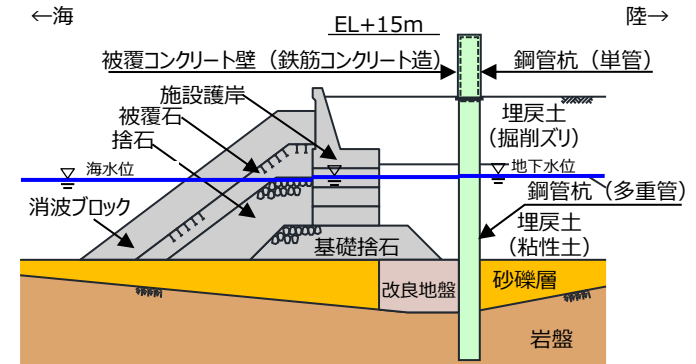 ←海
陸→
EL+15m
被覆コンクリート壁（鉄筋コンクリート造）
鋼管杭（単管）
施設護岸
被覆石
捨石
埋戻土
(掘削ズリ)
海水位
地下水位
鋼管杭（多重管）
消波ブロック
埋戻土
(粘性土)
基礎捨石
改良地盤
砂礫層
岩盤